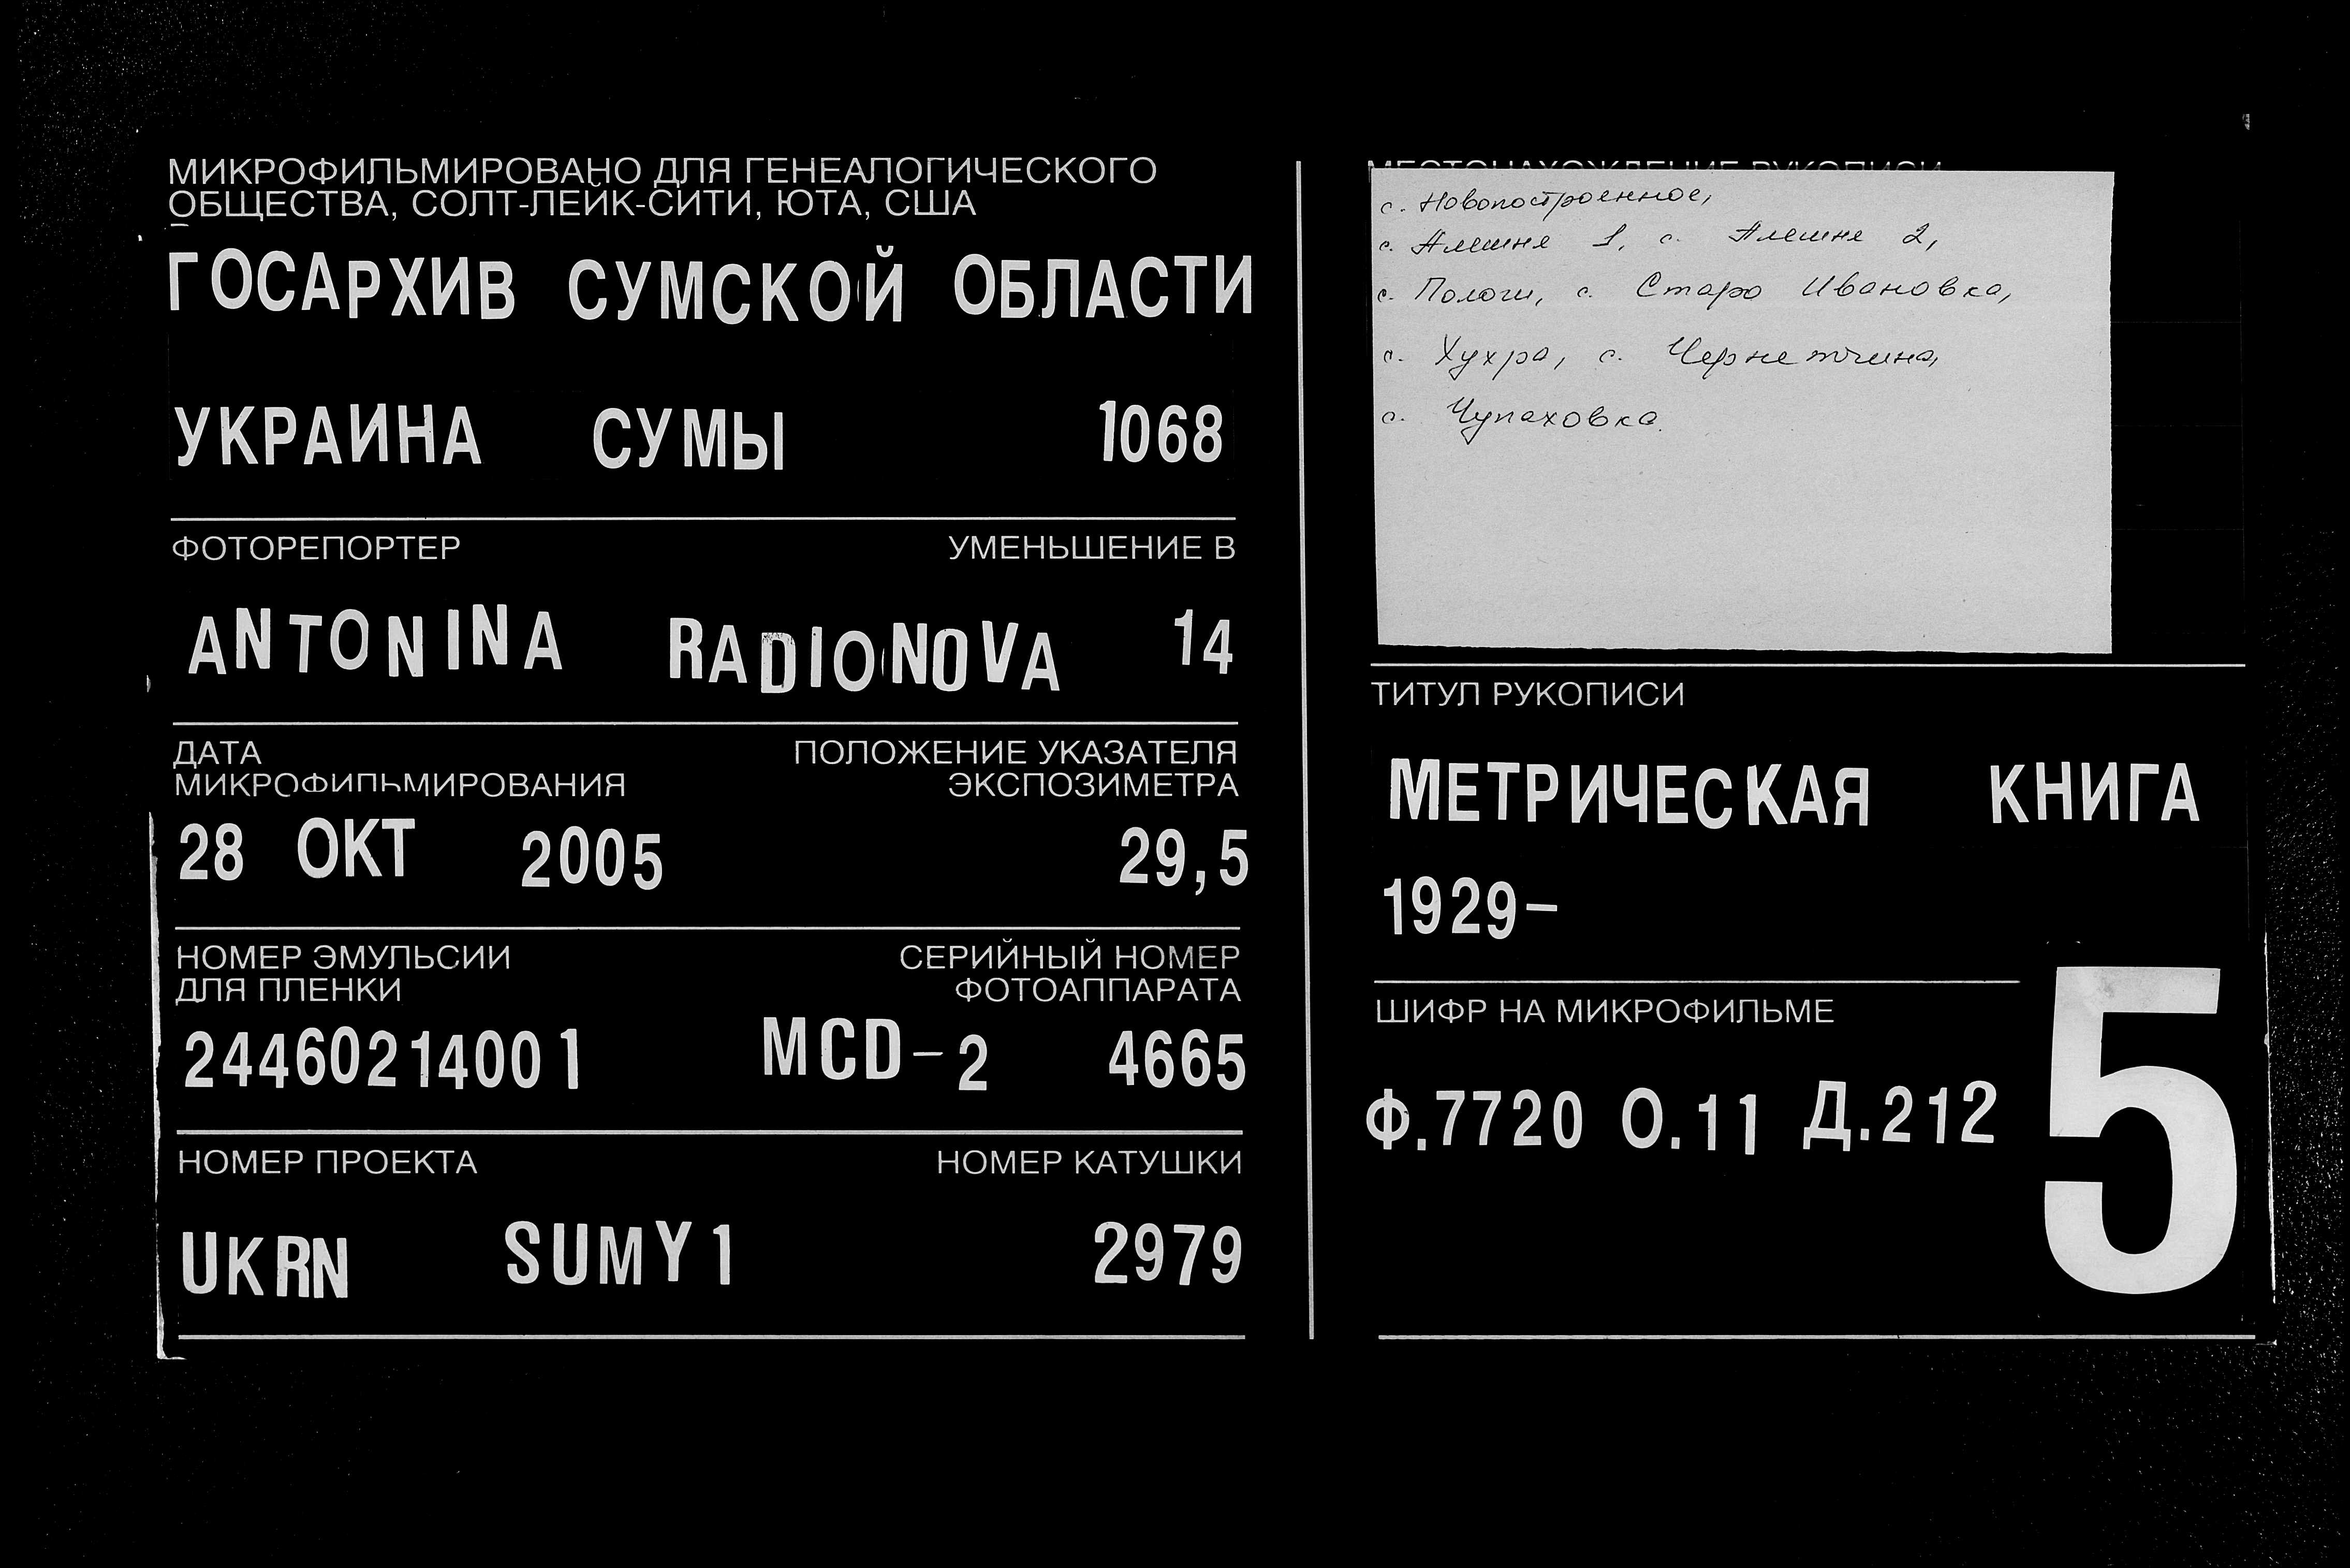 МИКРОФИЛЬМИРОВАНО ДЛЯ ГЕНЕАЛОГИЧЕСКОГО
ОБЩЕСТВА, СОЛТ-ЛЕЙК-СИТИ, ЮТА, США
ГОСАРХИВ СУМСКОЙ ОБЛАСТИ
УКРАИНА СУМЫ 1068
ФОТОРЕПОРТЕР УМЕНЬШЕНИЕ В
ANTONINA RADIONOVA 14
ДАТА ПОЛОЖЕНИЕ УКАЗАТЕЛЯ
МИКРОФИЛЬМИРОВАНИЯ ЭКСПОЗИМЕТРА
28 ОКТ 2005 29,5
НОМЕР ЭМУЛЬСИИ СЕРИЙНЫЙ НОМЕР
ДЛЯ ПЛЕНКИ ФОТОАППАРАТА
24460214001 MCD-2 4665
НОМЕР ПРОЕКТА НОМЕР КАТУШКИ
UKRN SUMY1 2979
МЕСТОНАХОЖДЕНИЕ РУКОПИСИ
с. Новопостроенное,
с. Алешня 1, с. Алешня 2,
с. Пологи, с. Старо Ивановка,
с. Хухра, с. Чернетчина,
с. Чупаховка.
ТИТУЛ РУКОПИСИ
МЕТРИЧЕСКАЯ КНИГА
1929-
ШИФР НА МИКРОФИЛЬМЕ
Ф.7720 О.11 Д.212
5